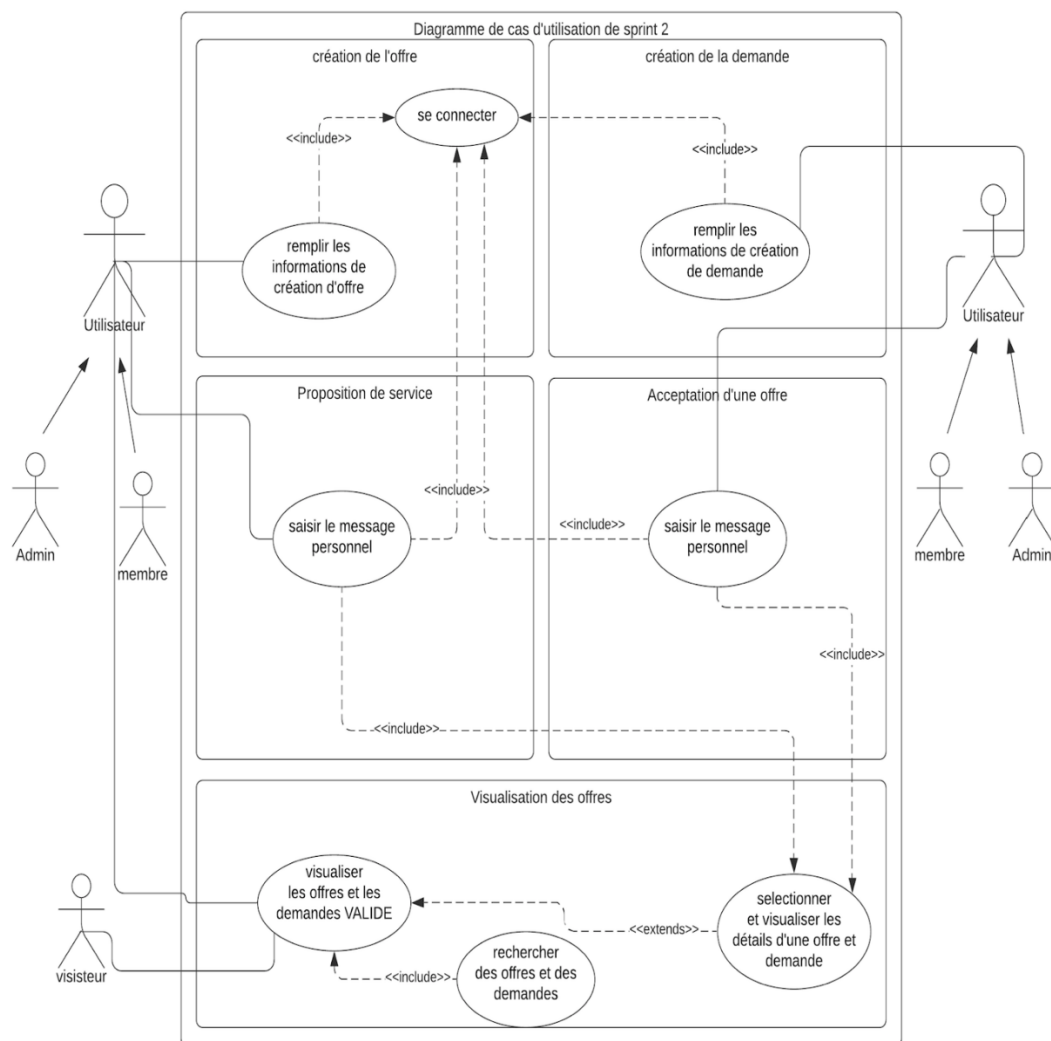 Diagramme de cas d'utilisation de sprint 2
création de l'offre
création de la demande
se connecter
<<include>>
<<include>>
remplir les
informations de
création d'offre
remplir les
informations de création
de demande
Utilisateur
Utilisateur
Proposition de service
Acceptation d'une offre
Admin
membre
membre
Admin
<<include>>
<<include>>
saisir le message
personnel
saisir le message
personnel
<<include>>
<<include>>
Visualisation des offres
visualiser
les offres et les
demandes VALIDE
selectionner
et visualiser les
détails d'une offre et
demande
<<extends>>
rechercher
des offres et des
demandes
<<include>>
visisteur